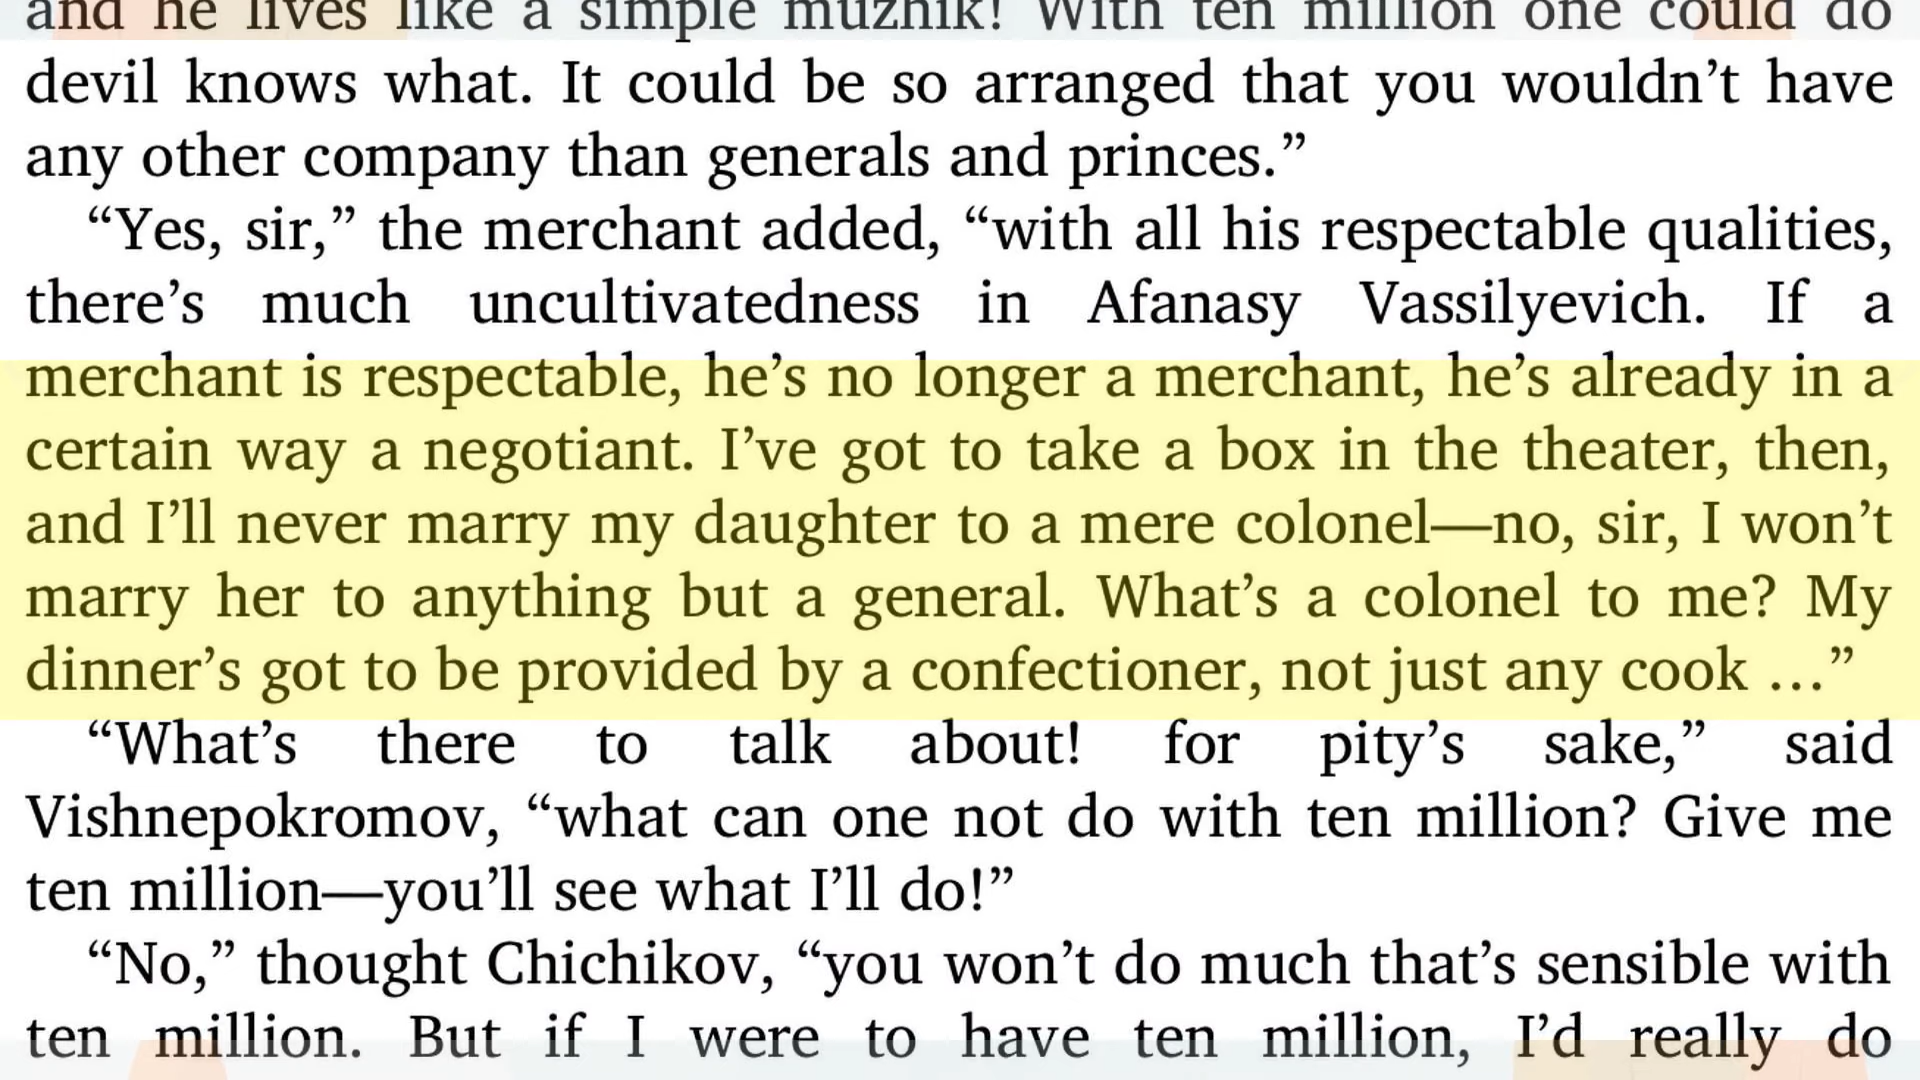 and he lives like a simple muzhik! With ten million one could do
devil knows what. It could be so arranged that you wouldn’t have
any other company than generals and princes.”
“Yes, sir,” the merchant added, “with all his respectable qualities,
there’s much uncultivatedness in Afanasy Vassilyevich. If a
merchant is respectable, he’s no longer a merchant, he’s already in a
certain way a negotiant. I’ve got to take a box in the theater, then,
and I’ll never marry my daughter to a mere colonel—no, sir, I won’t
marry her to anything but a general. What’s a colonel to me? My
dinner’s got to be provided by a confectioner, not just any cook …”
“What’s there to talk about! for pity’s sake,” said
Vishnepokromov, “what can one not do with ten million? Give me
ten million—you’ll see what I’ll do!”
“No,” thought Chichikov, “you won’t do much that’s sensible with
ten million. But if I were to have ten million, I’d really do